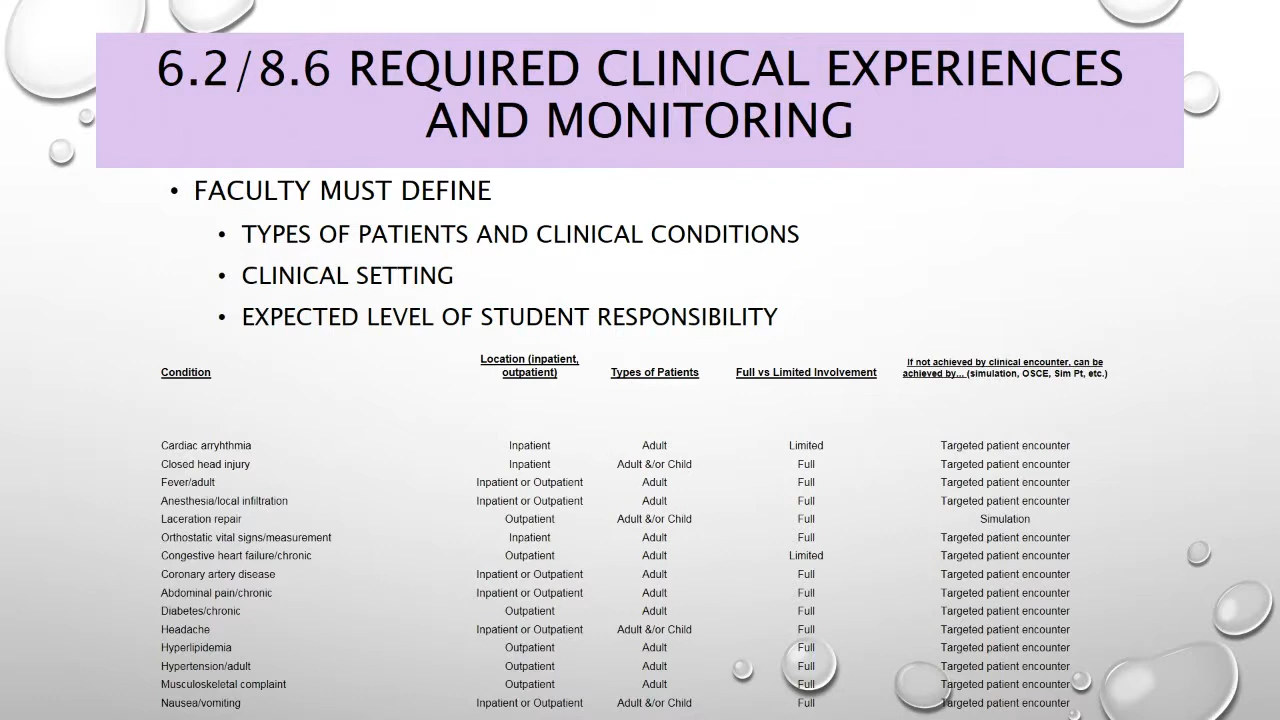 6.2/8.6 REQUIRED CLINICAL EXPERIENCES
AND MONITORING
• FACULTY MUST DEFINE
• TYPES OF PATIENTS AND CLINICAL CONDITIONS
• CLINICAL SETTING
• EXPECTED LEVEL OF STUDENT RESPONSIBILITY
Condition Location (inpatient, outpatient) Types of Patients Full vs Limited Involvement If not achieved by clinical encounter, can be achieved by... (simulation, OSCE, Sim Pt, etc.)
Cardiac arryhthmia Inpatient Adult Limited Targeted patient encounter
Closed head injury Inpatient Adult &/or Child Full Targeted patient encounter
Fever/adult Inpatient or Outpatient Adult Full Targeted patient encounter
Anesthesia/local infiltration Inpatient or Outpatient Adult Full Targeted patient encounter
Laceration repair Outpatient Adult &/or Child Full Simulation
Orthostatic vital signs/measurement Inpatient Adult Full Targeted patient encounter
Congestive heart failure/chronic Outpatient Adult Limited Targeted patient encounter
Coronary artery disease Inpatient or Outpatient Adult Full Targeted patient encounter
Abdominal pain/chronic Inpatient or Outpatient Adult Full Targeted patient encounter
Diabetes/chronic Outpatient Adult Full Targeted patient encounter
Headache Inpatient or Outpatient Adult &/or Child Full Targeted patient encounter
Hyperlipidemia Outpatient Adult Full Targeted patient encounter
Hypertension/adult Outpatient Adult Full Targeted patient encounter
Musculoskeletal complaint Outpatient Adult Full Targeted patient encounter
Nausea/vomiting Inpatient or Outpatient Adult &/or Child Full Targeted patient encounter